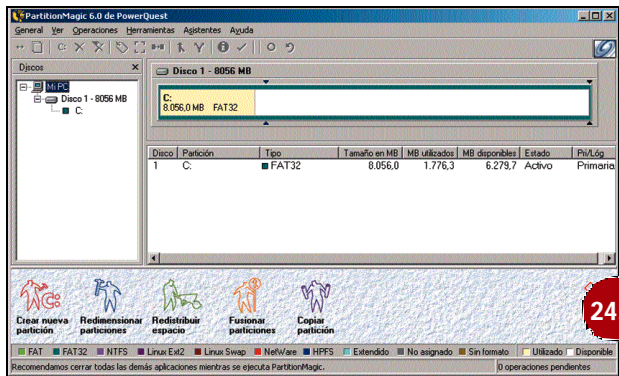 PartitionMagic 6.0 de PowerQuest
General Ver Operaciones Herramientas Asistentes Ayuda
C:
Discos
Mi PC
Disco 1 - 8056 MB
C:
Disco 1 - 8056 MB
C:
8.056,0 MB FAT32
Disco Partición Tipo Tamaño en MB MB utilizados MB disponibles Estado Pri/Lóg
1 C: FAT32 8.056,0 1.776,3 6.279,7 Activo Primaria
C:
Crear nueva partición
Redimensionar particiones
Redistribuir espacio
Fusionar particiones
Copiar partición
24
FAT FAT32 NTFS Linux Ext2 Linux Swap NetWare HPFS Extendido No asignado Sin formato Utilizado Disponible
Recomendamos cerrar todas las demás aplicaciones mientras se ejecuta PartitionMagic. 0 operaciones pendientes